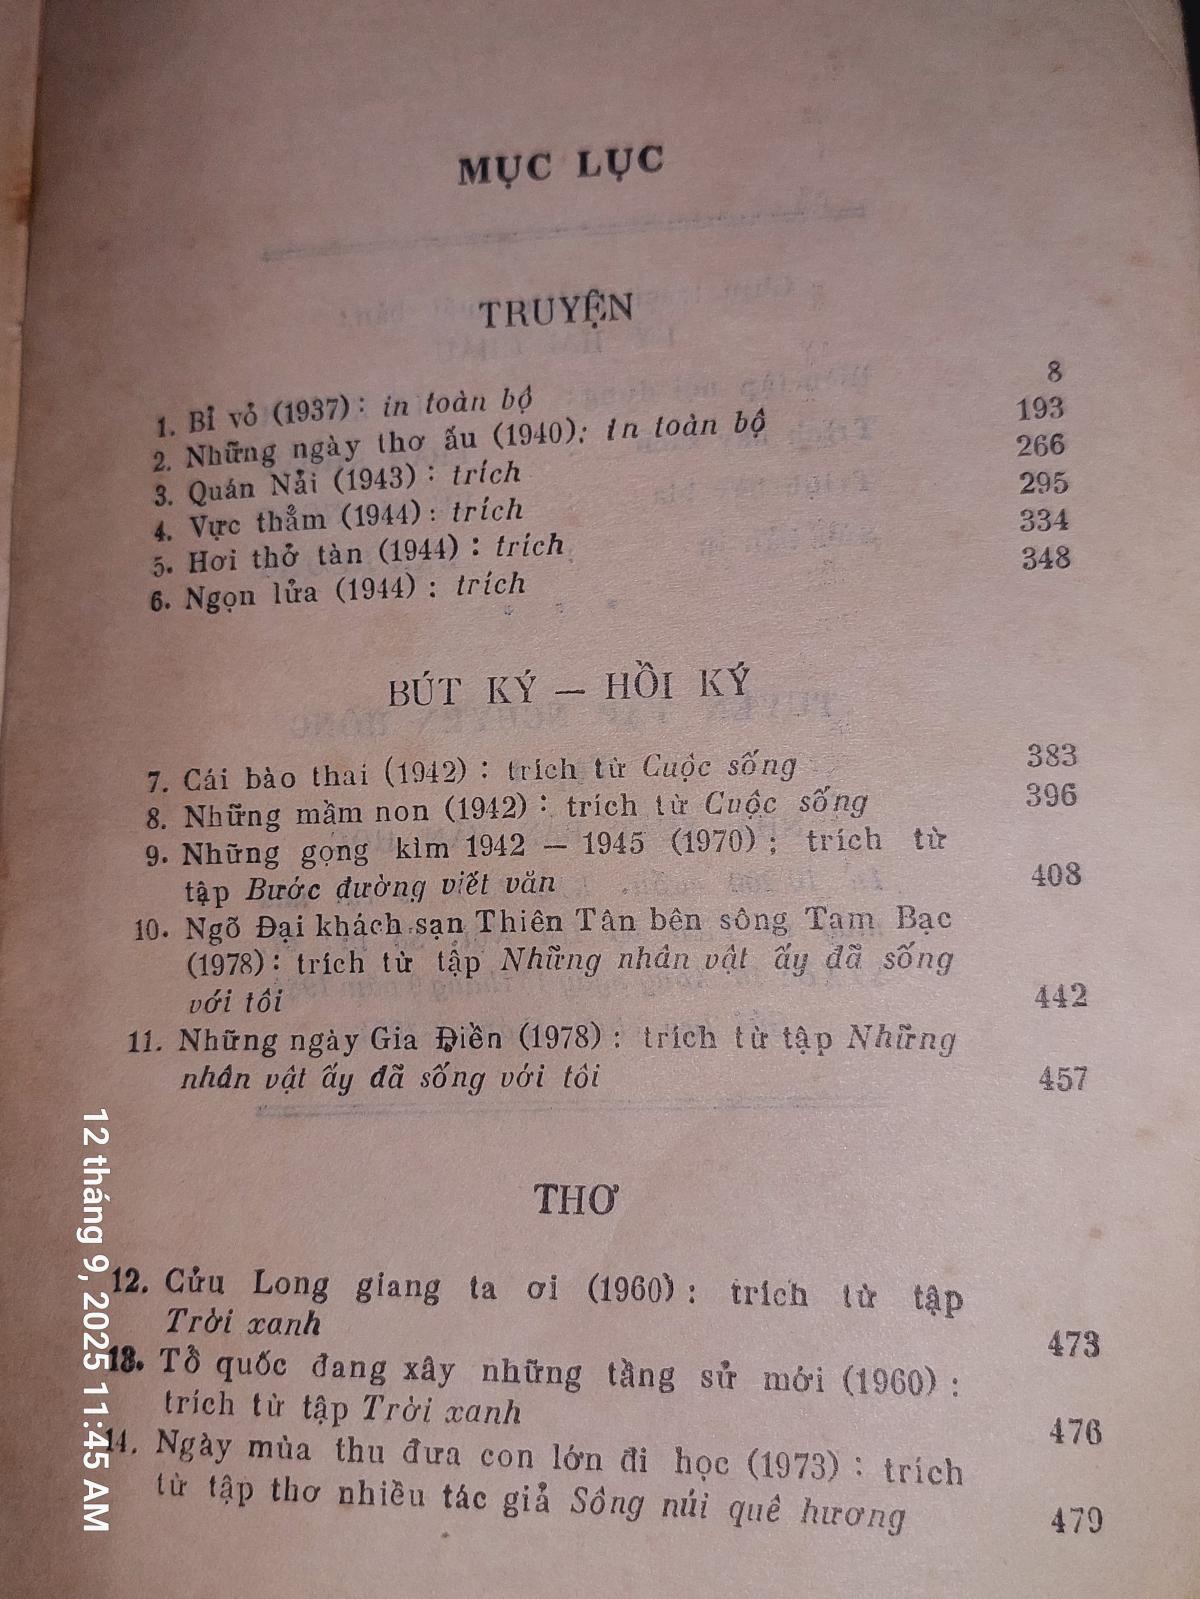 MỤC LỤC
TRUYỆN
1. Bỉ vỏ (1937): in toàn bộ 8
2. Những ngày thơ ấu (1940): in toàn bộ 193
3. Quán Nải (1943): trích 266
4. Vực thẳm (1944): trích 295
5. Hơi thở tàn (1944): trích 334
6. Ngọn lửa (1944): trích 348
BÚT KÝ — HỒI KÝ
7. Cái bào thai (1942): trích từ Cuộc sống 383
8. Những mầm non (1942): trích từ Cuộc sống 396
9. Những gọng kìm 1942 — 1945 (1970); trích từ
tập Bước đường viết văn 408
10. Ngõ Đại khách sạn Thiên Tân bên sông Tam Bạc
(1978): trích từ tập Những nhân vật ấy đã sống
với tôi 442
11. Những ngày Gia Điền (1978): trích từ tập Những
nhân vật ấy đã sống với tôi 457
THƠ
12. Cửu Long giang ta ơi (1960): trích từ tập
Trời xanh 473
13. Tổ quốc đang xây những tầng sử mới (1960):
trích từ tập Trời xanh 476
14. Ngày mùa thu đưa con lớn đi học (1973): trích
từ tập thơ nhiều tác giả Sông núi quê hương 479
12 tháng 9, 2025 11:45 AM